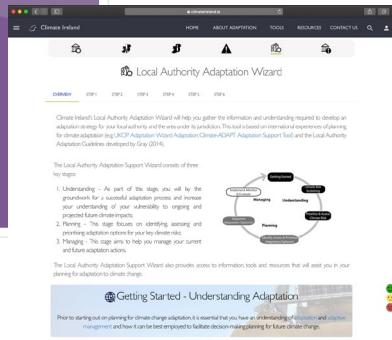 climateireland.ie
Climate Ireland
HOME ABOUT ADAPTATION TOOLS RESOURCES CONTACT US
Local Authority Adaptation Wizard
OVERVIEW STEP 1 STEP 2 STEP 3 STEP 4 STEP 5 STEP 6
Climate Ireland's Local Authority Adaptation Wizard will help you gather the information and understanding required to develop an
adaptation strategy for your local authority and the area under its jurisdiction. This tool is based on international experiences of planning
for climate adaptation (e.g UKCIP Adaptation Wizard Adaptation; Climate-ADAPT Adaptation Support Tool) and the Local Authority
Adaptation Guidelines developed by Gray (2014).
The Local Authority Adaptation Support Wizard consists of three
key stages:
1. Understanding - As part of this stage, you will lay the
groundwork for a successful adaptation process and increase
your understanding of your vulnerability to ongoing and
projected future climate impacts;
2. Planning - This stage focuses on identifying, assessing and
prioritising adaptation options for your key climate risks;
3. Managing - This stage aims to help you manage your current
and future adaptation actions.
Getting Started
Managing
Understanding
Planning
The Local Authority Adaptation Support Wizard also provides access to information, tools and resources that will assist you in your
planning for adaptation to climate change.
Getting Started - Understanding Adaptation
Prior to starting out on planning for climate change adaptation, it is essential that you have an understanding of adaptation and adaptive
management and how it can be best employed to facilitate decision-making planning for future climate change.